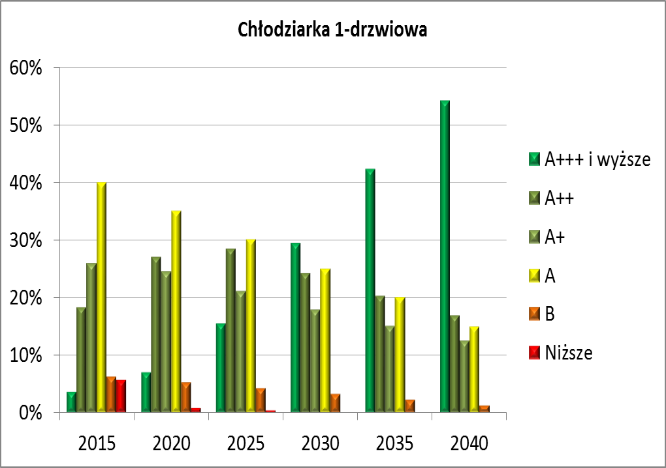 Chłodziarka 1-drzwiowa
60%
50%
40%
30%
20%
10%
0%
2015 2020 2025 2030 2035 2040
A+++ i wyższe
A++
A+
A
B
Niższe